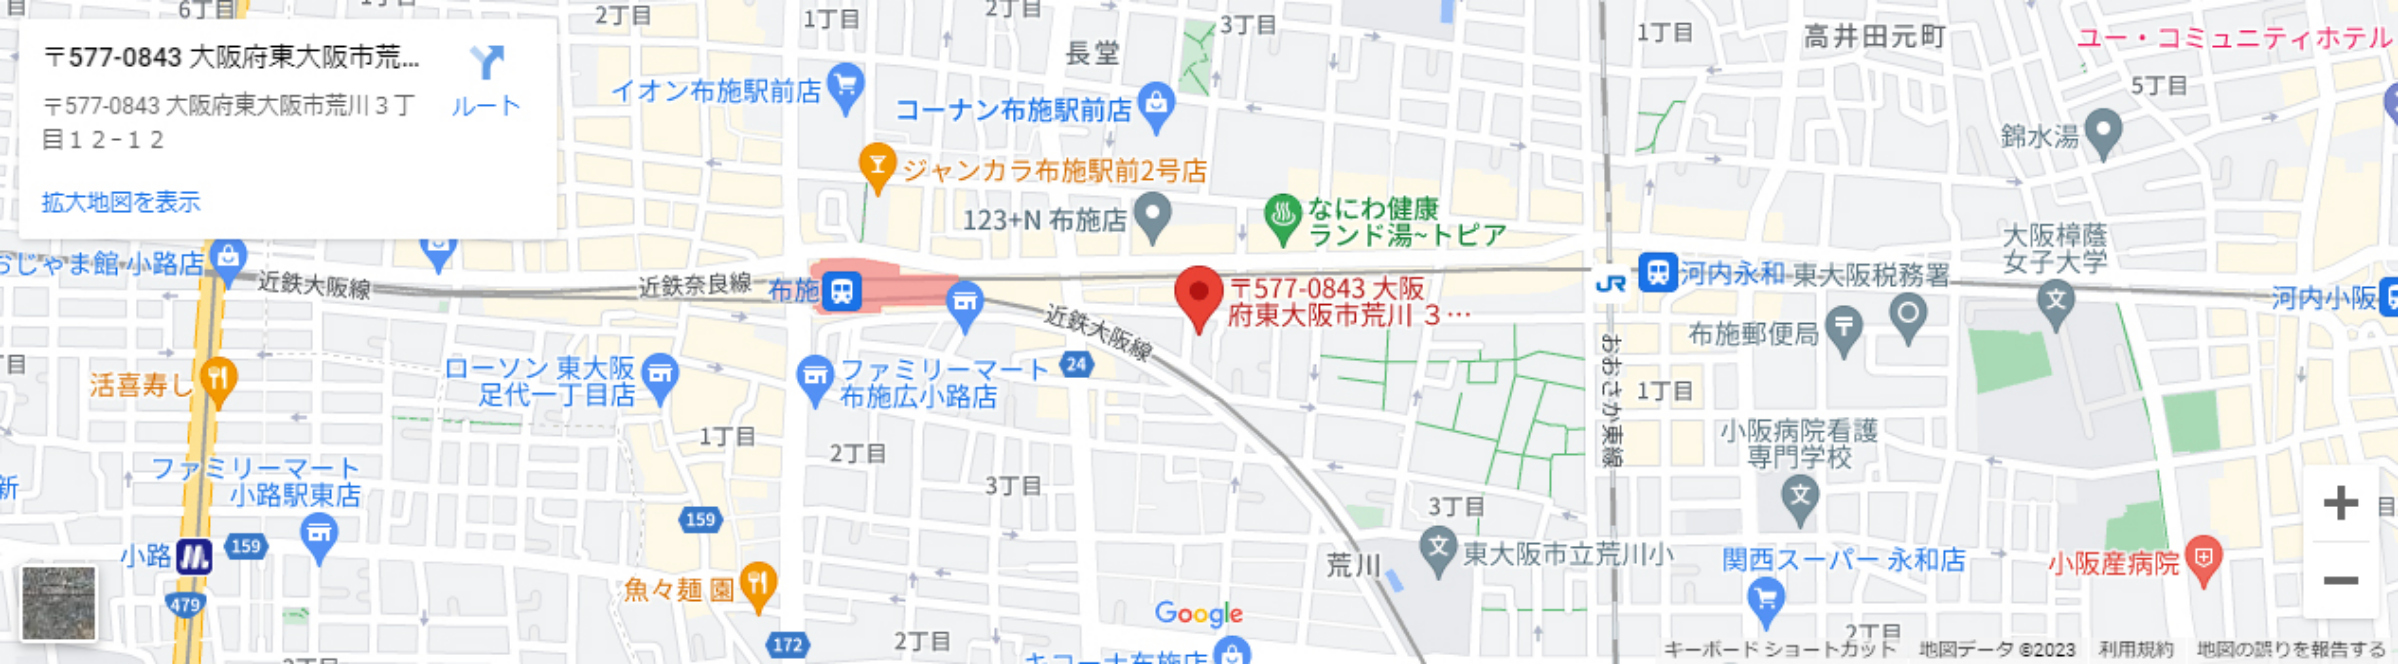 6丁目
2丁目
1丁目
2丁目
3丁目
1丁目
高井田元町
ユー・コミュニティホテル
〒577-0843 大阪府東大阪市荒...
〒577-0843 大阪府東大阪市荒川３丁
目１２−１２
ルート
拡大地図を表示
長堂
イオン布施駅前店
コーナン布施駅前店
5丁目
錦水湯
ジャンカラ布施駅前2号店
123+N 布施店
なにわ健康
ランド湯~トピア
大阪樟蔭
女子大学
おじゃま館 小路店
近鉄大阪線
近鉄奈良線
布施
〒577-0843 大阪
府東大阪市荒川 ３…
JR
河内永和
東大阪税務署
河内小阪
近鉄大阪線
布施郵便局
おおさか東線
活喜寿し
ローソン 東大阪
足代一丁目店
ファミリーマート
布施広小路店
24
1丁目
1丁目
2丁目
小阪病院看護
専門学校
ファミリーマート
小路駅東店
新
3丁目
3丁目
159
小路
159
荒川
東大阪市立荒川小
関西スーパー 永和店
小阪産病院
魚々麺 園
479
Google
172
2丁目
2丁目
キコーナ布施店
キーボード ショートカット
地図データ ©2023
利用規約
地図の誤りを報告する